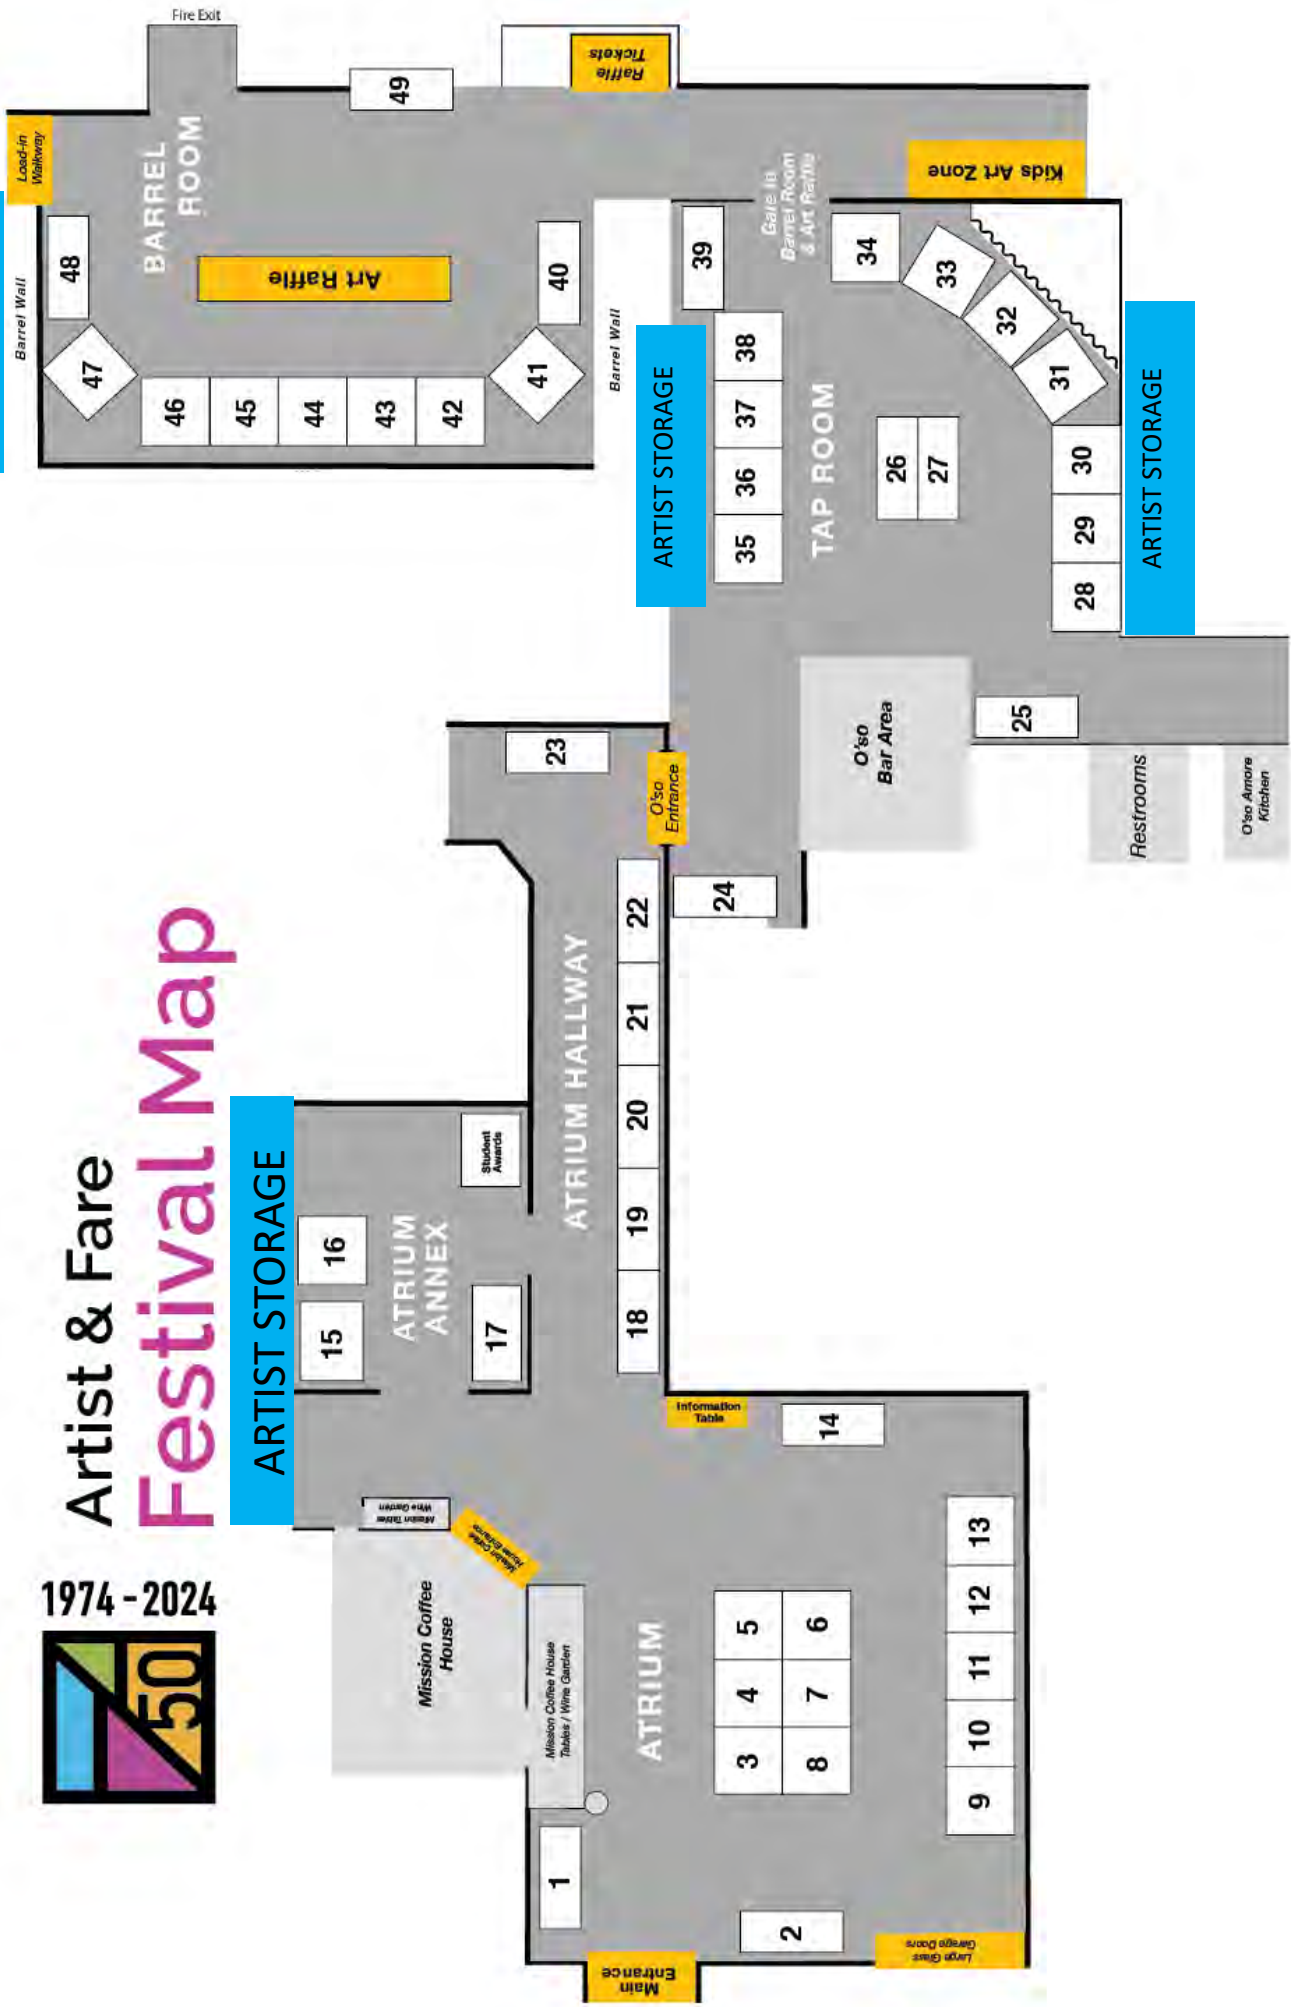 1974 - 2024
50
Artist & Fare
Festival Map
ARTIST STORAGE
Main
Entrance
1
2
Large Glass
Garage Doors
ATRIUM
3
4
5
8
7
6
9
10
11
12
13
14
Information
Table
Mission Coffee House
Tables / Wine Garden
Mission Coffee
House
Mission Coffee
House Entrance
Mission Tables
Wine Garden
ATRIUM
ANNEX
15
16
17
Student
Awards
ATRIUM HALLWAY
18
19
20
21
22
23
O'so
Entrance
24
O'so
Bar Area
25
Restrooms
O'so Amore
Kitchen
TAP ROOM
26
27
28
29
30
31
32
33
34
35
36
37
38
39
ARTIST STORAGE
ARTIST STORAGE
Gate to
Barrel Room
& Art Raffle
Kids Art Zone
Raffle
Tickets
BARREL
ROOM
Art Raffle
40
41
42
43
44
45
46
47
48
49
Barrel Wall
Barrel Wall
Load-in
Walkway
Fire Exit